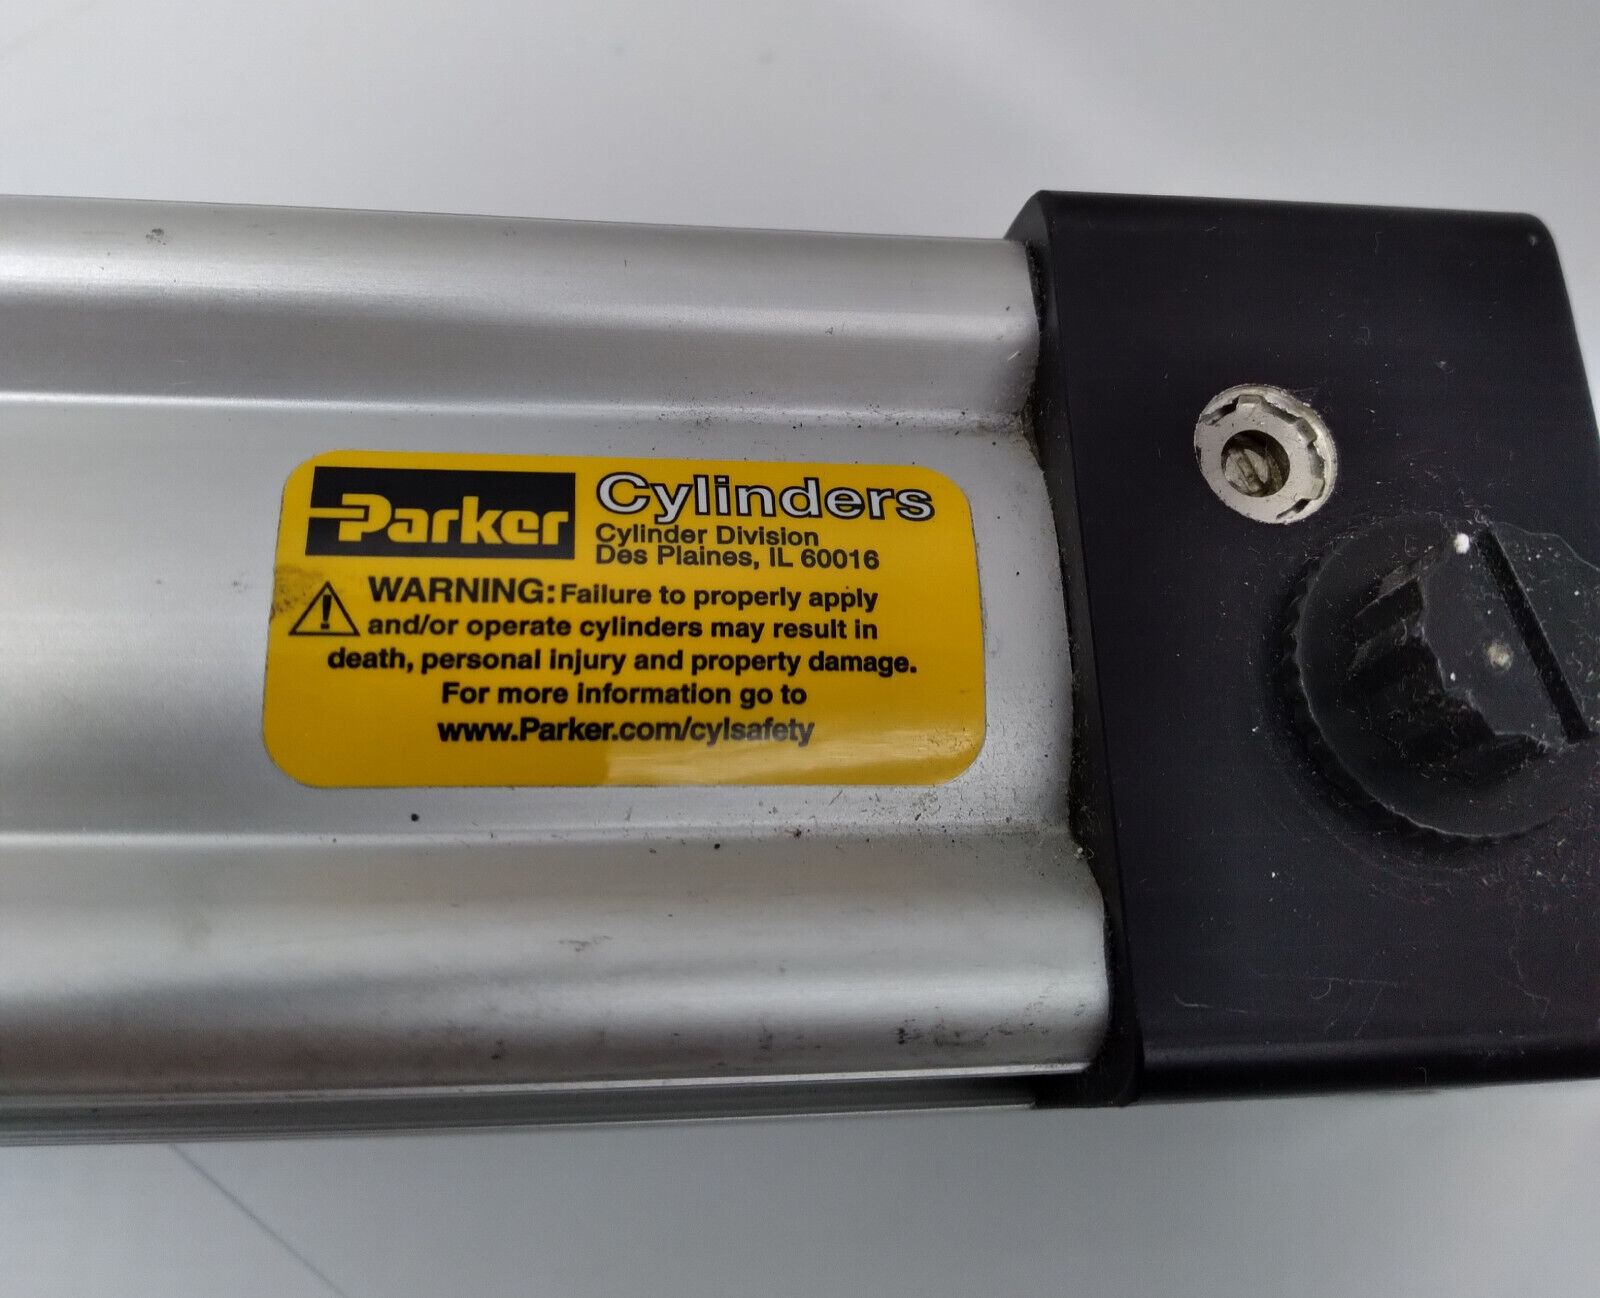 Parker Cylinders
Cylinder Division
Des Plaines, IL 60016
WARNING: Failure to properly apply
and/or operate cylinders may result in
death, personal injury and property damage.
For more information go to
www.Parker.com/cylsafety